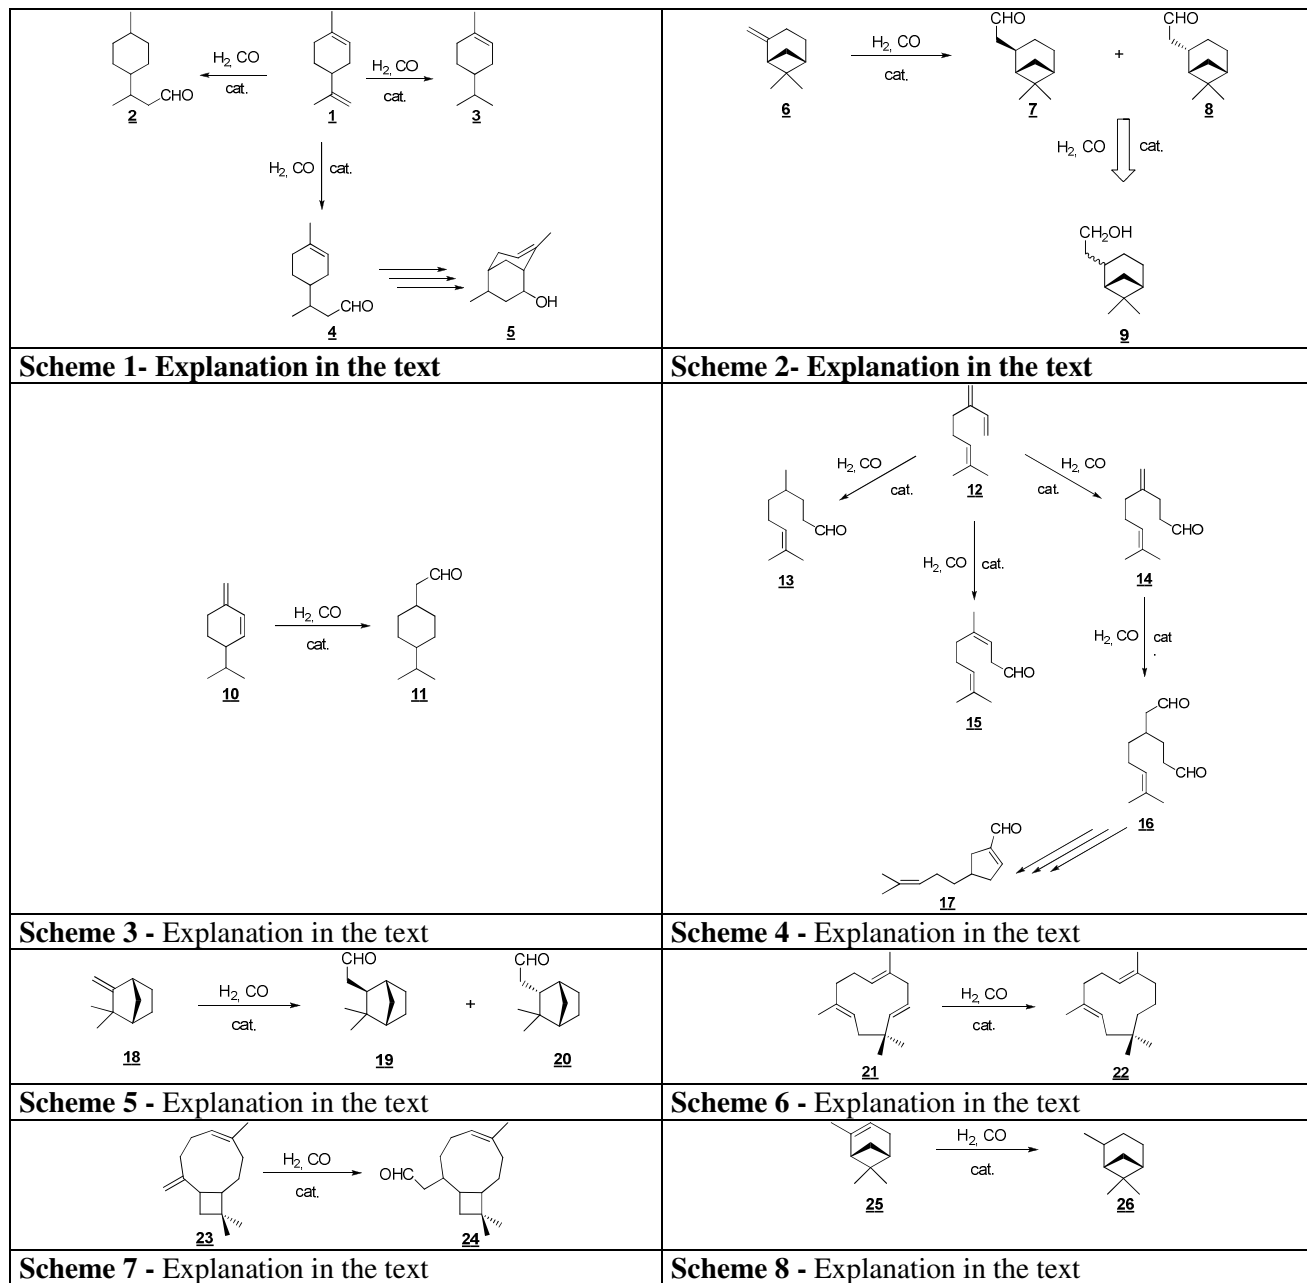 H2, CO
cat.
H2, CO
cat.
CHO
2
1
3
H2, CO
cat.
CHO
4
OH
5
Scheme 1- Explanation in the text
CHO
CHO
H2, CO
cat.
+
6
7
8
H2, CO
cat.
CH2OH
9
Scheme 2- Explanation in the text
CHO
H2, CO
cat.
10
11
Scheme 3 - Explanation in the text
H2, CO
cat.
12
H2, CO
cat.
CHO
13
H2, CO
cat.
CHO
14
CHO
15
H2, CO
cat
.
CHO
CHO
16
CHO
17
Scheme 4 - Explanation in the text
CHO
CHO
H2, CO
cat.
+
18
19
20
Scheme 5 - Explanation in the text
H2, CO
cat.
21
22
Scheme 6 - Explanation in the text
H2, CO
cat.
OHC
23
24
Scheme 7 - Explanation in the text
H2, CO
cat.
25
26
Scheme 8 - Explanation in the text